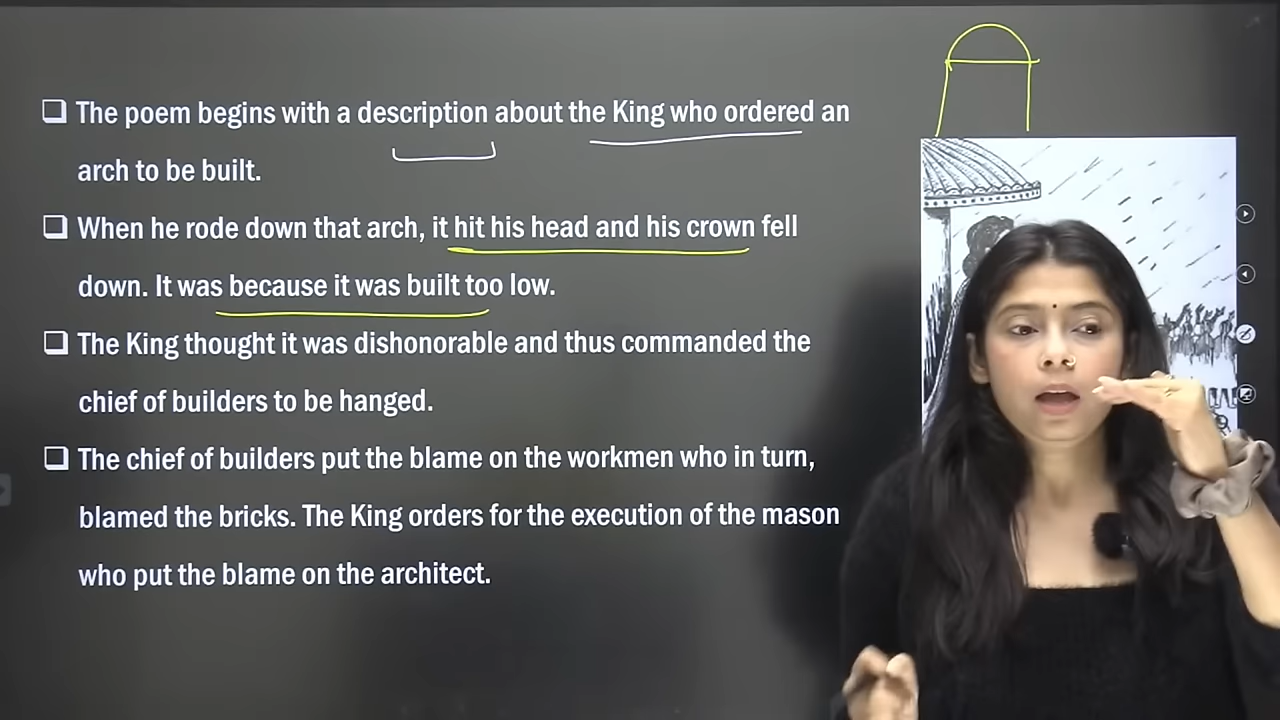 ❑ The poem begins with a description about the King who ordered an
arch to be built.
❑ When he rode down that arch, it hit his head and his crown fell
down. It was because it was built too low.
❑ The King thought it was dishonorable and thus commanded the
chief of builders to be hanged.
❑ The chief of builders put the blame on the workmen who in turn,
blamed the bricks. The King orders for the execution of the mason
who put the blame on the architect.